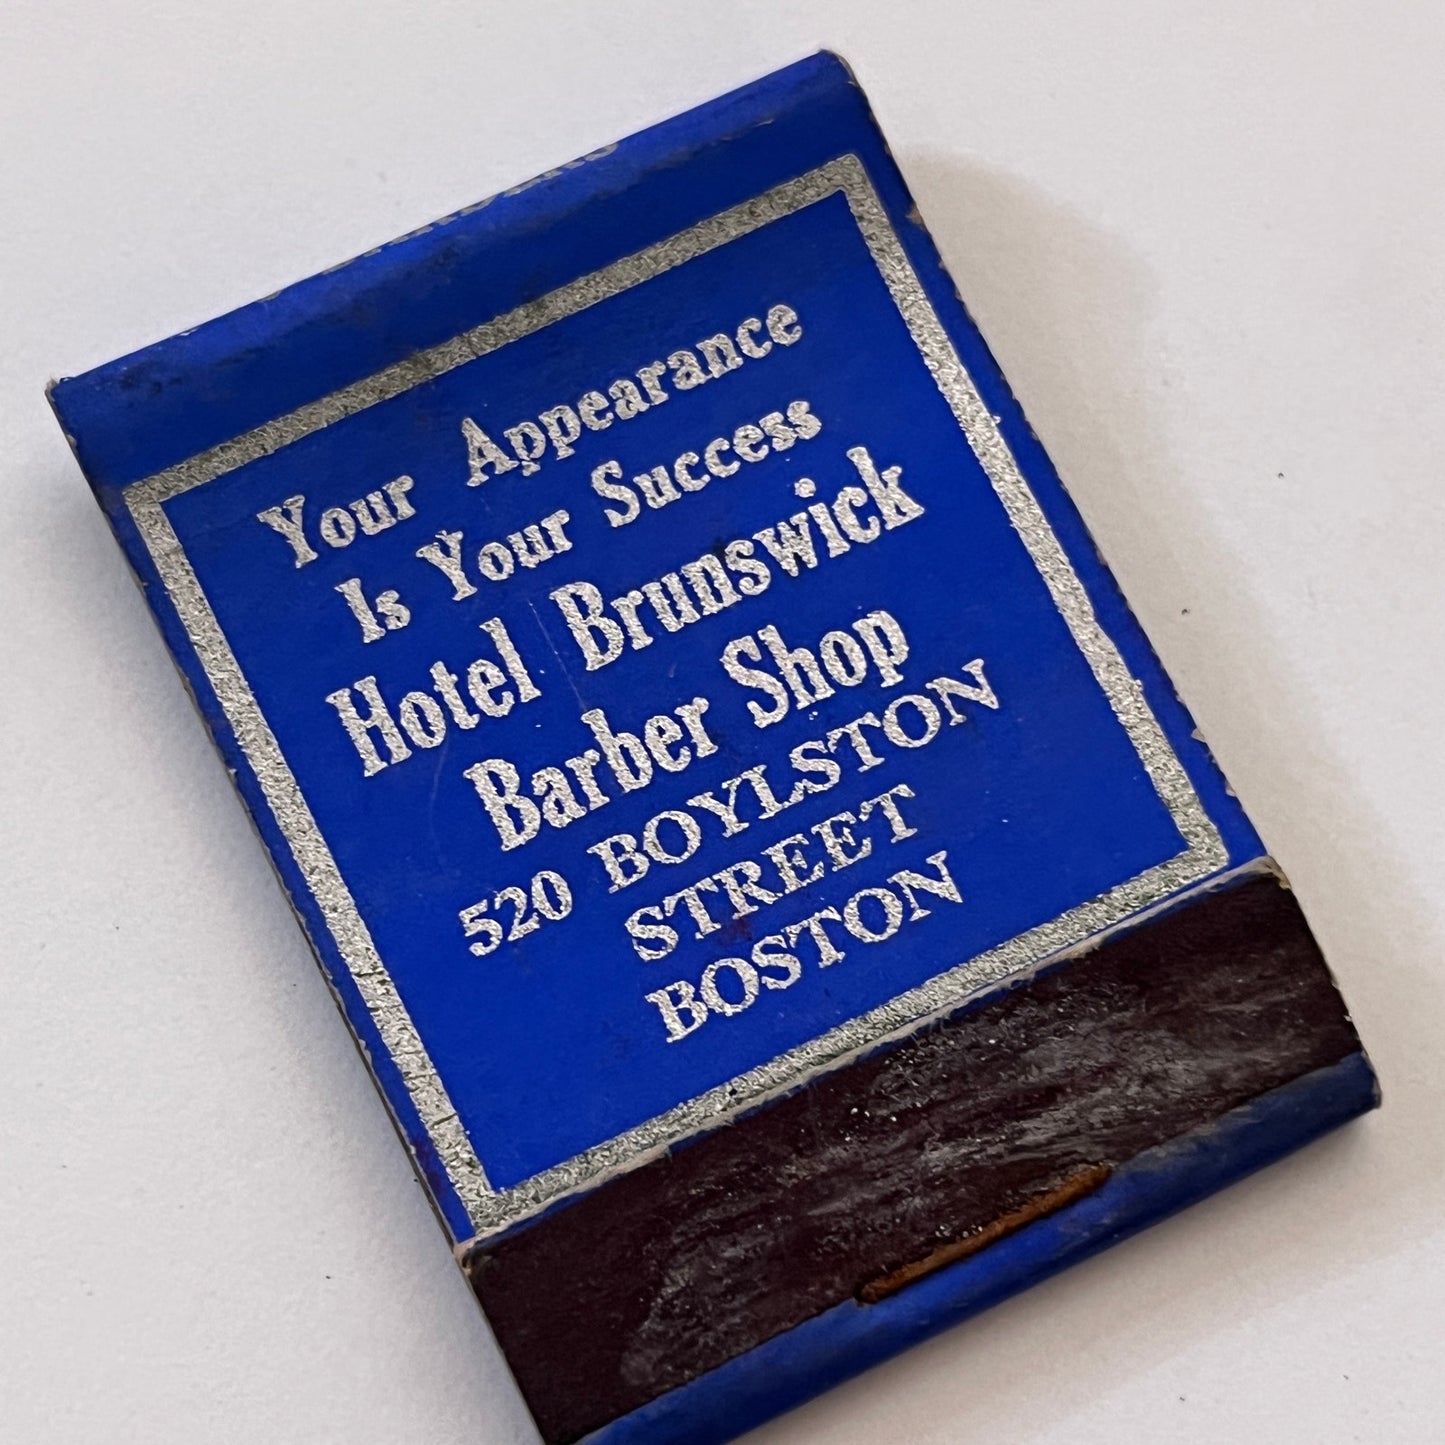 Your Appearance
Is Your Success
Hotel Brunswick
Barber Shop
520 BOYLSTON
STREET
BOSTON